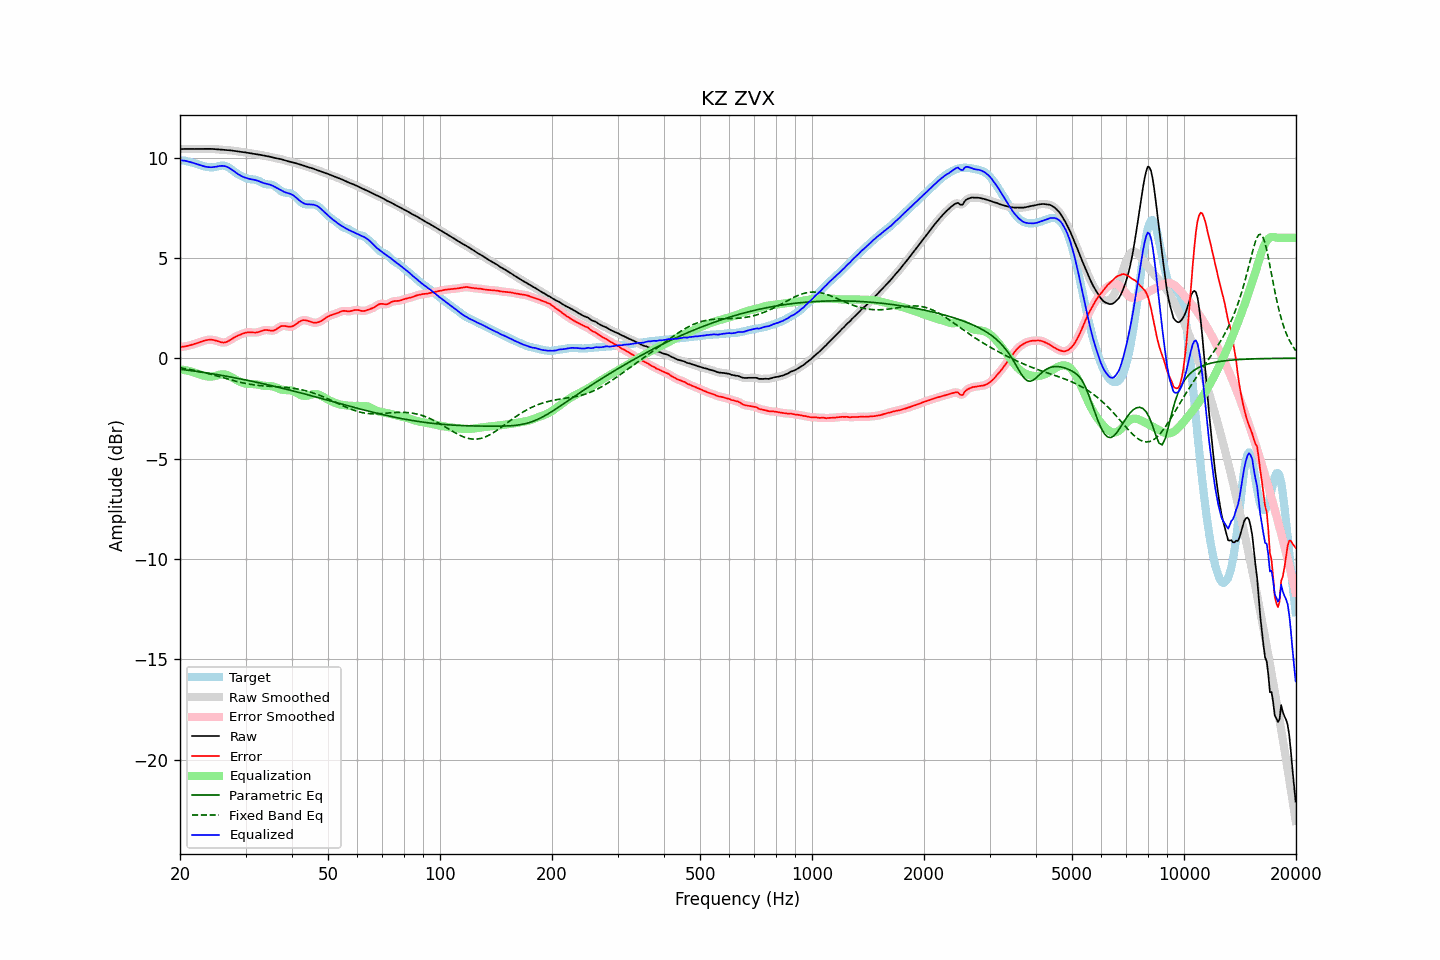 KZ ZVX
Amplitude (dBr)
10
5
0
−5
−10
−15
−20
Target
Raw Smoothed
Error Smoothed
Raw
Error
Equalization
Parametric Eq
Fixed Band Eq
Equalized
20 50 100 200 500 1000 2000 5000 10000 20000
Frequency (Hz)